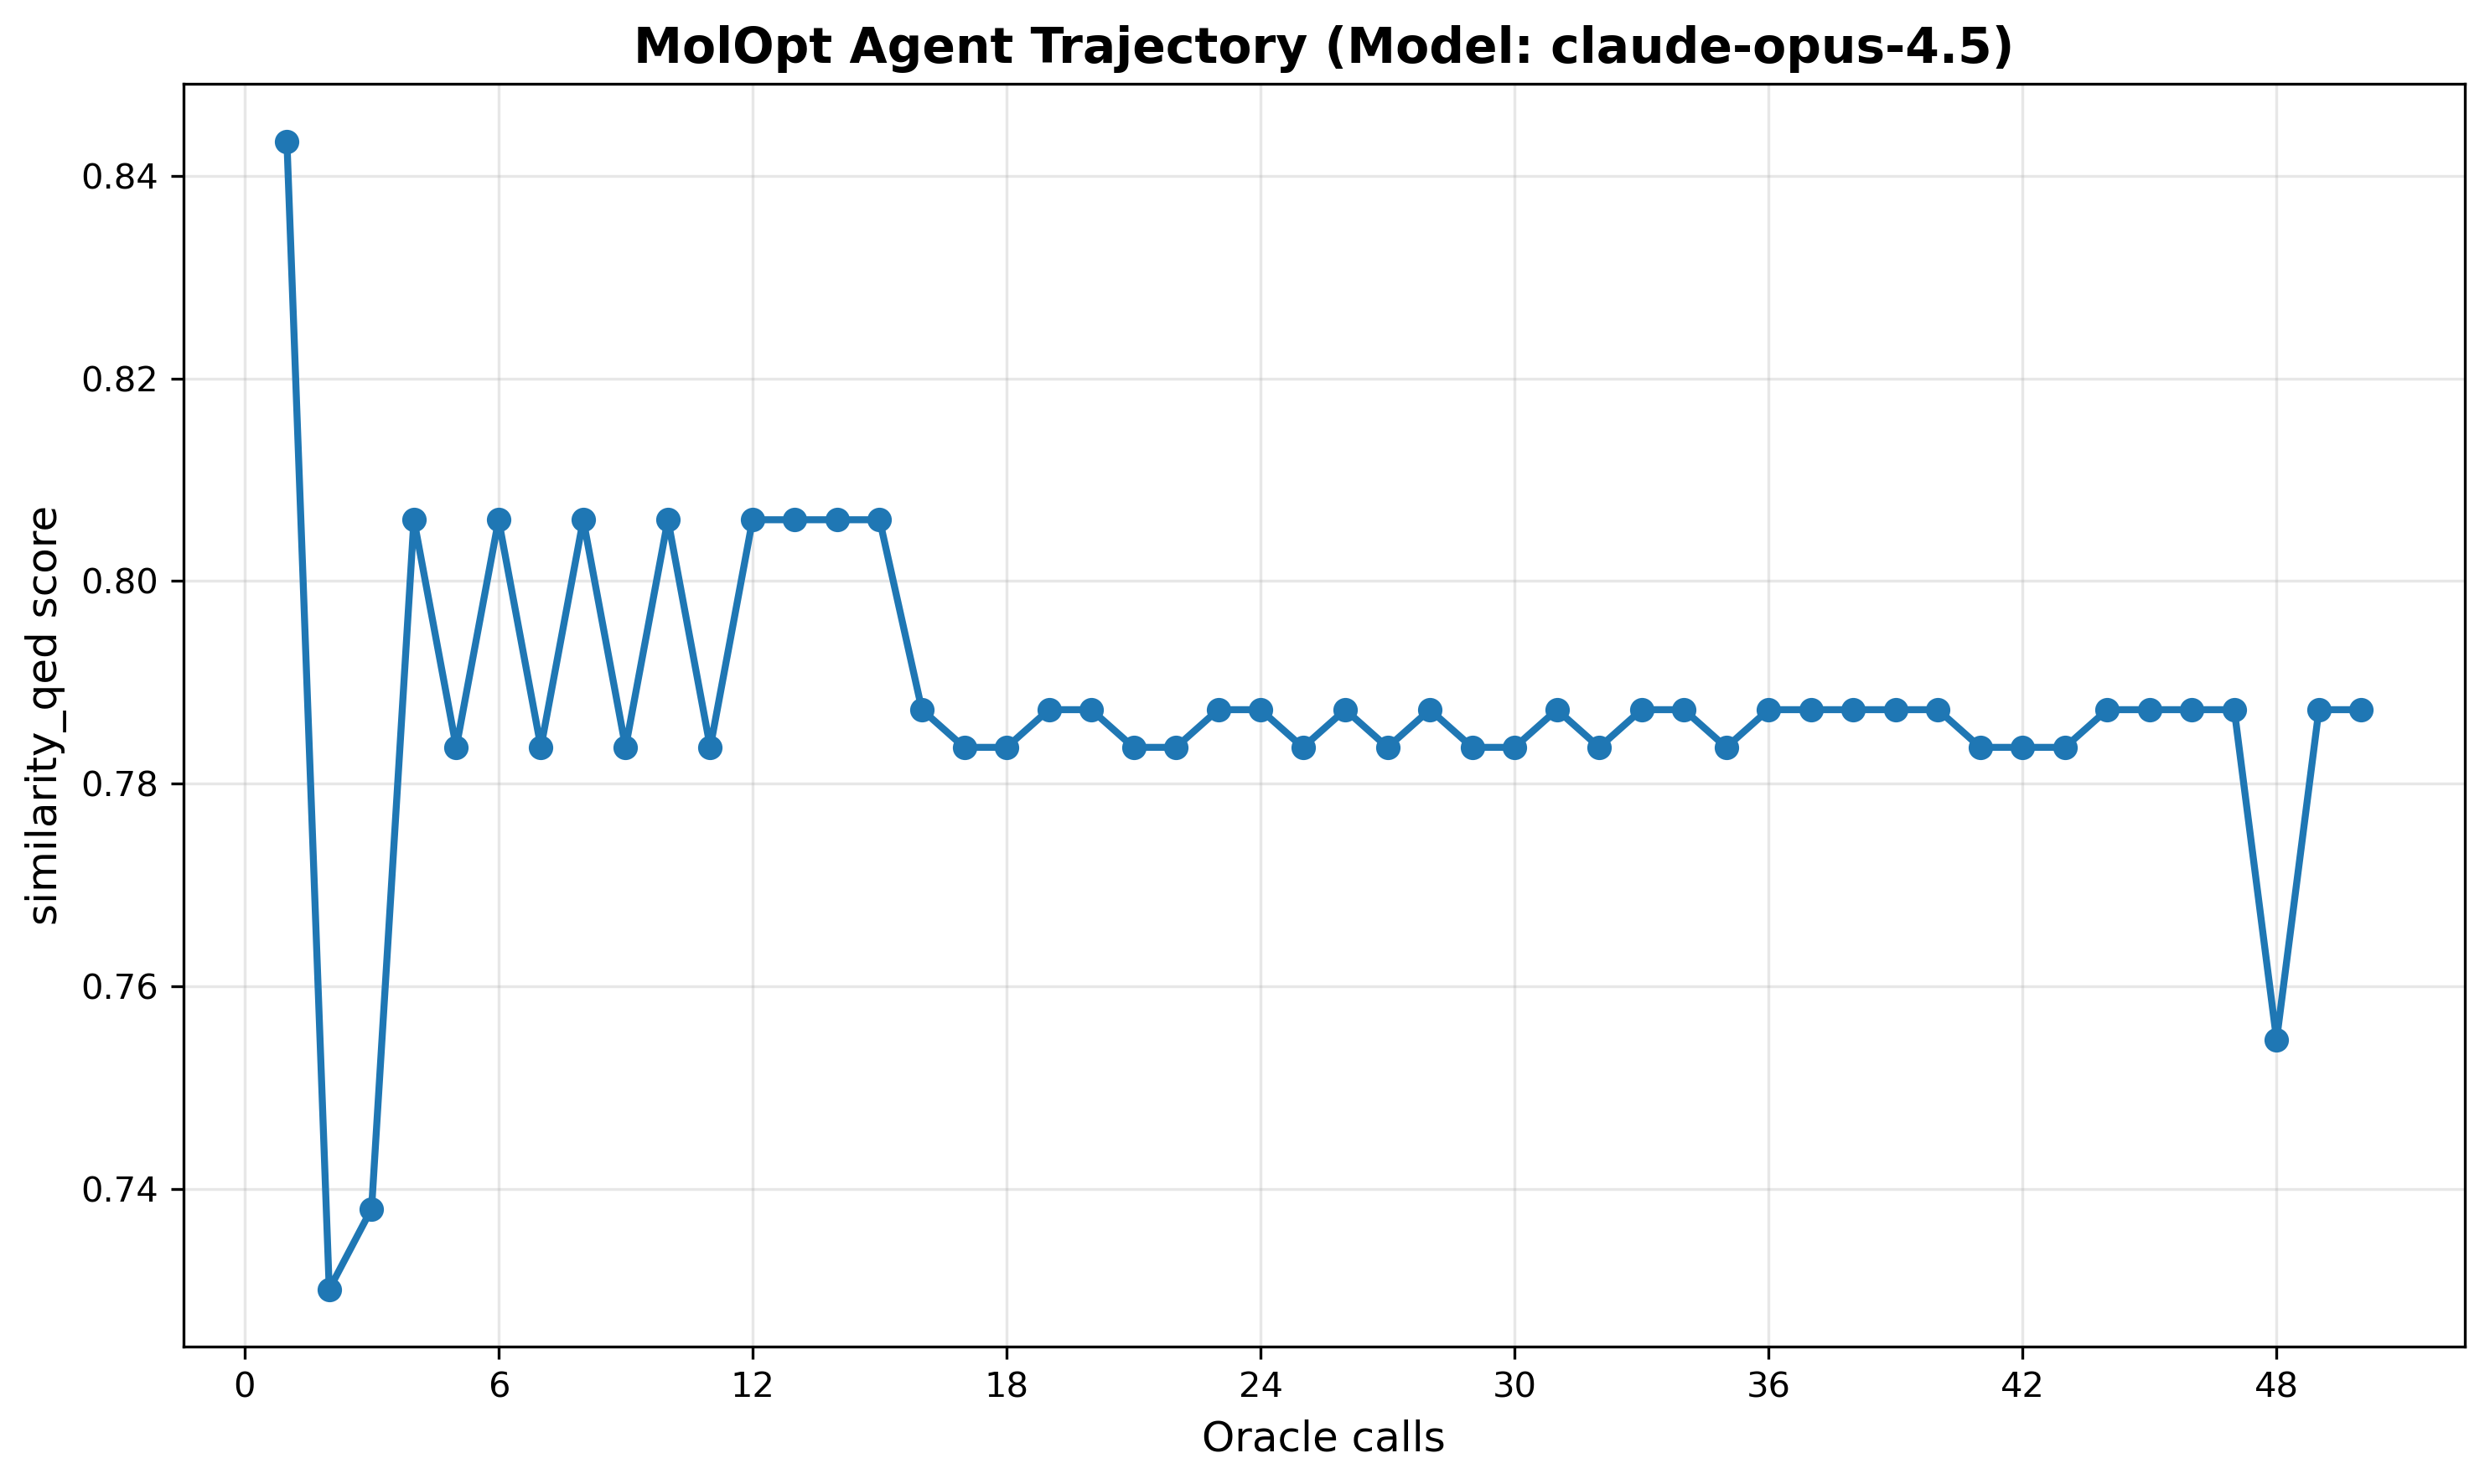 MolOpt Agent Trajectory (Model: claude-opus-4.5)
similarity_qed score
0.84
0.82
0.80
0.78
0.76
0.74
0 6 12 18 24 30 36 42 48
Oracle calls